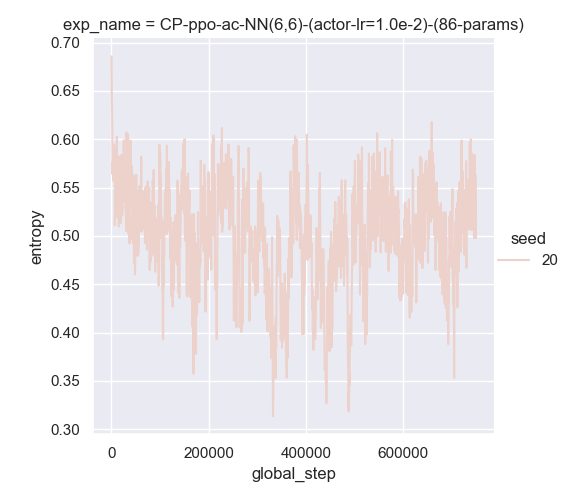 exp_name = CP-ppo-ac-NN(6,6)-(actor-lr=1.0e-2)-(86-params)
0.70
0.65
0.60
0.55
0.50
0.45
0.40
0.35
0.30
entropy
seed
20
0 200000 400000 600000
global_step